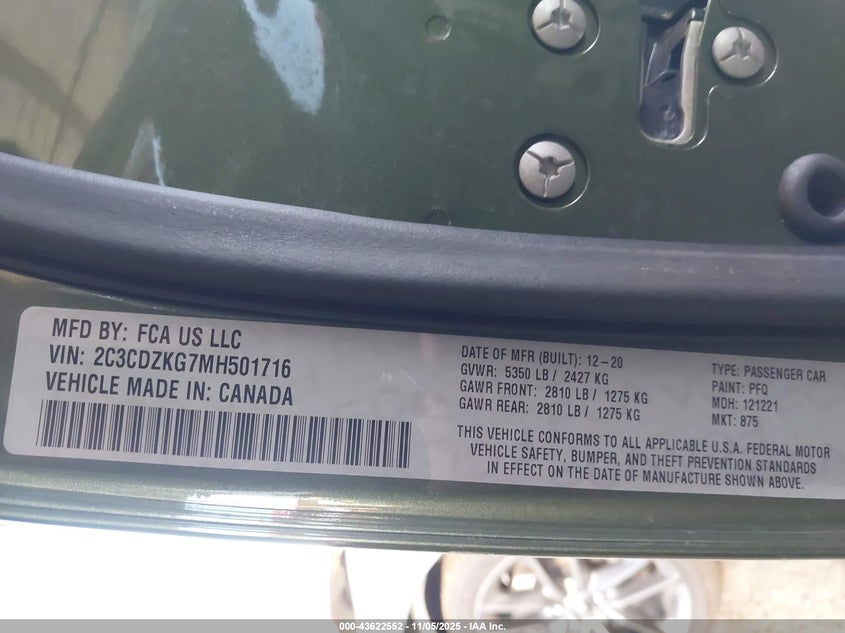 MFD BY: FCA US LLC
VIN: 2C3CDZKG7MH501716
VEHICLE MADE IN: CANADA
DATE OF MFR (BUILT): 12-20
GVWR: 5350 LB / 2427 KG
GAWR FRONT: 2810 LB / 1275 KG
GAWR REAR: 2810 LB / 1275 KG
TYPE: PASSENGER CAR
PAINT: PFQ
MDH: 121221
MKT: 875
THIS VEHICLE CONFORMS TO ALL APPLICABLE U.S.A. FEDERAL MOTOR
VEHICLE SAFETY, BUMPER, AND THEFT PREVENTION STANDARDS
IN EFFECT ON THE DATE OF MANUFACTURE SHOWN ABOVE.
000-43622552 - 11/05/2025 - IAA Inc.